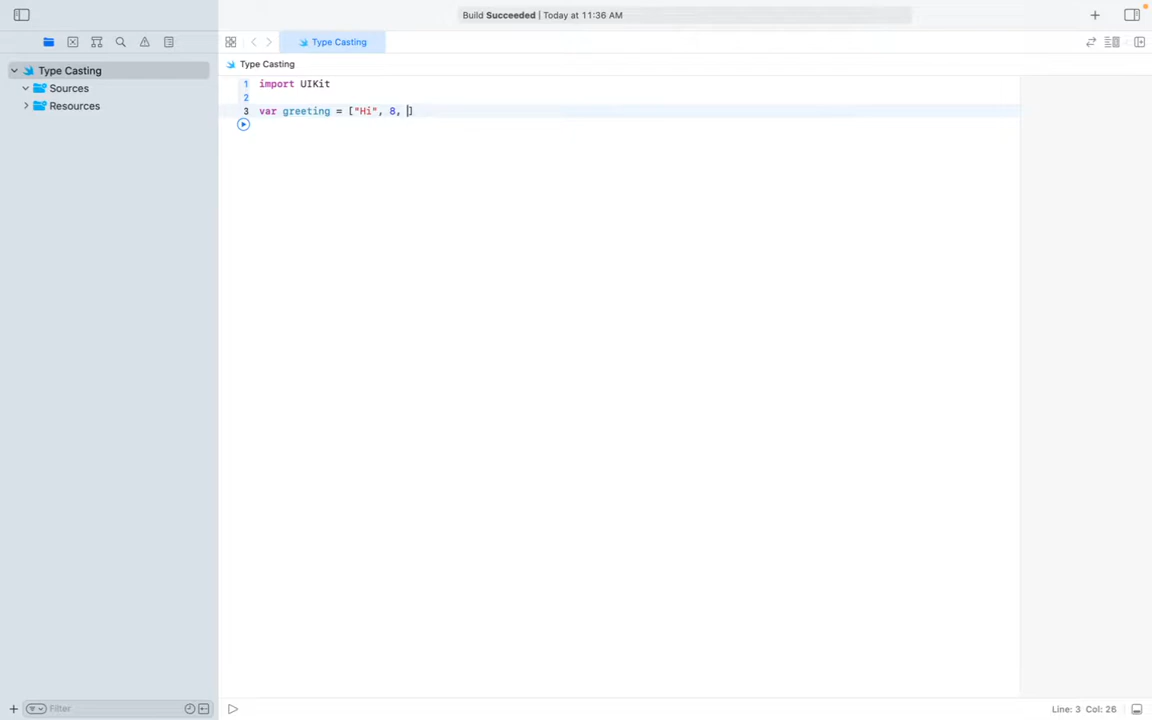 Build Succeeded | Today at 11:36 AM
Type Casting
Type Casting
Type Casting
Sources
Resources
1 import UIKit
2
3 var greeting = ["Hi", 8, ]
Filter
Line: 3 Col: 26